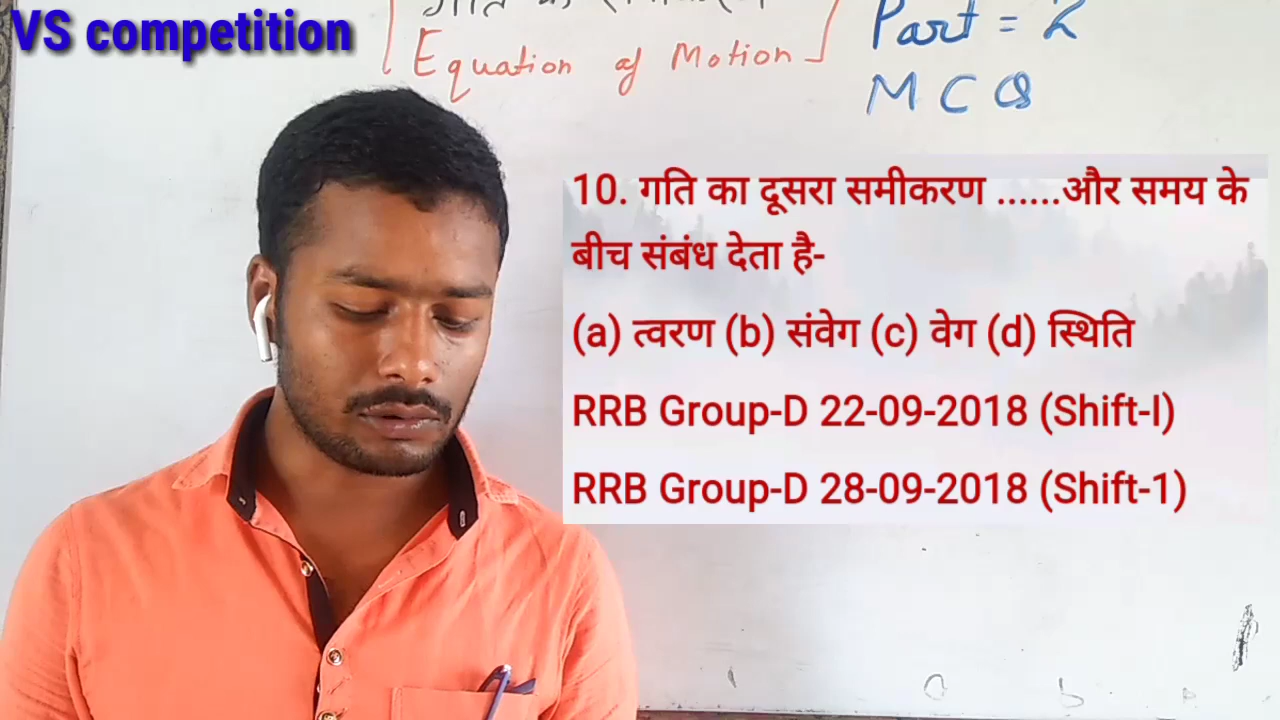 VS competition
Equation of Motion
Part = 2
MCQ
10. गति का दूसरा समीकरण ......और समय के
बीच संबंध देता है-
(a) त्वरण (b) संवेग (c) वेग (d) स्थिति
RRB Group-D 22-09-2018 (Shift-I)
RRB Group-D 28-09-2018 (Shift-1)
a b